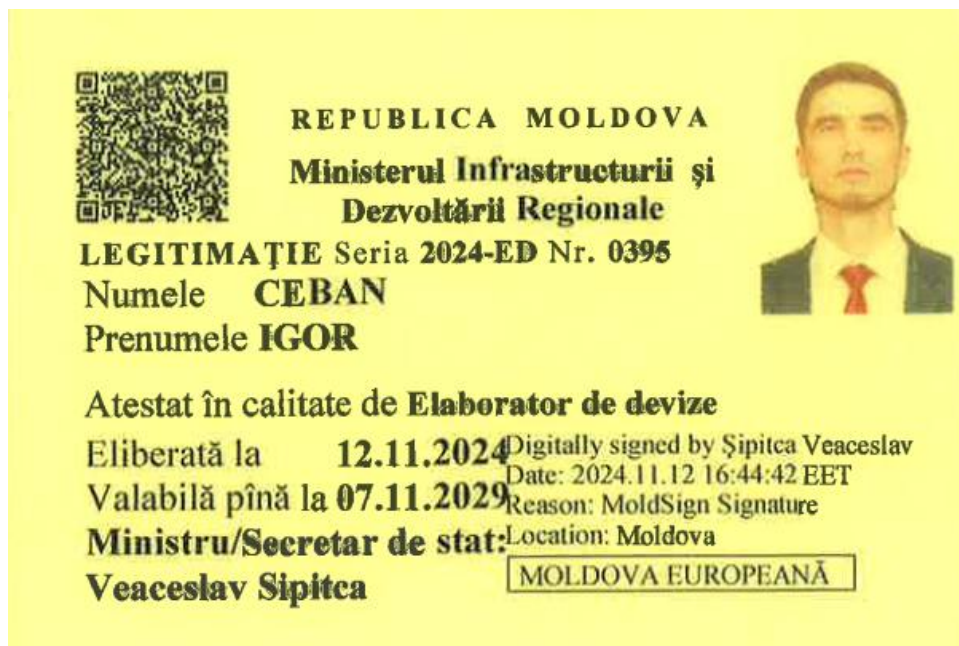 REPUBLICA MOLDOVA
Ministerul Infrastructurii și
Dezvoltării Regionale
LEGITIMAȚIE Seria 2024-ED Nr. 0395
Numele CEBAN
Prenumele IGOR
Atestat în calitate de Elaborator de devize
Eliberată la 12.11.2024
Valabilă pînă la 07.11.2029
Ministru/Secretar de stat:
Veaceslav Sipitca
Digitally signed by Șipitca Veaceslav
Date: 2024.11.12 16:44:42 EET
Reason: MoldSign Signature
Location: Moldova
MOLDOVA EUROPEANĂ